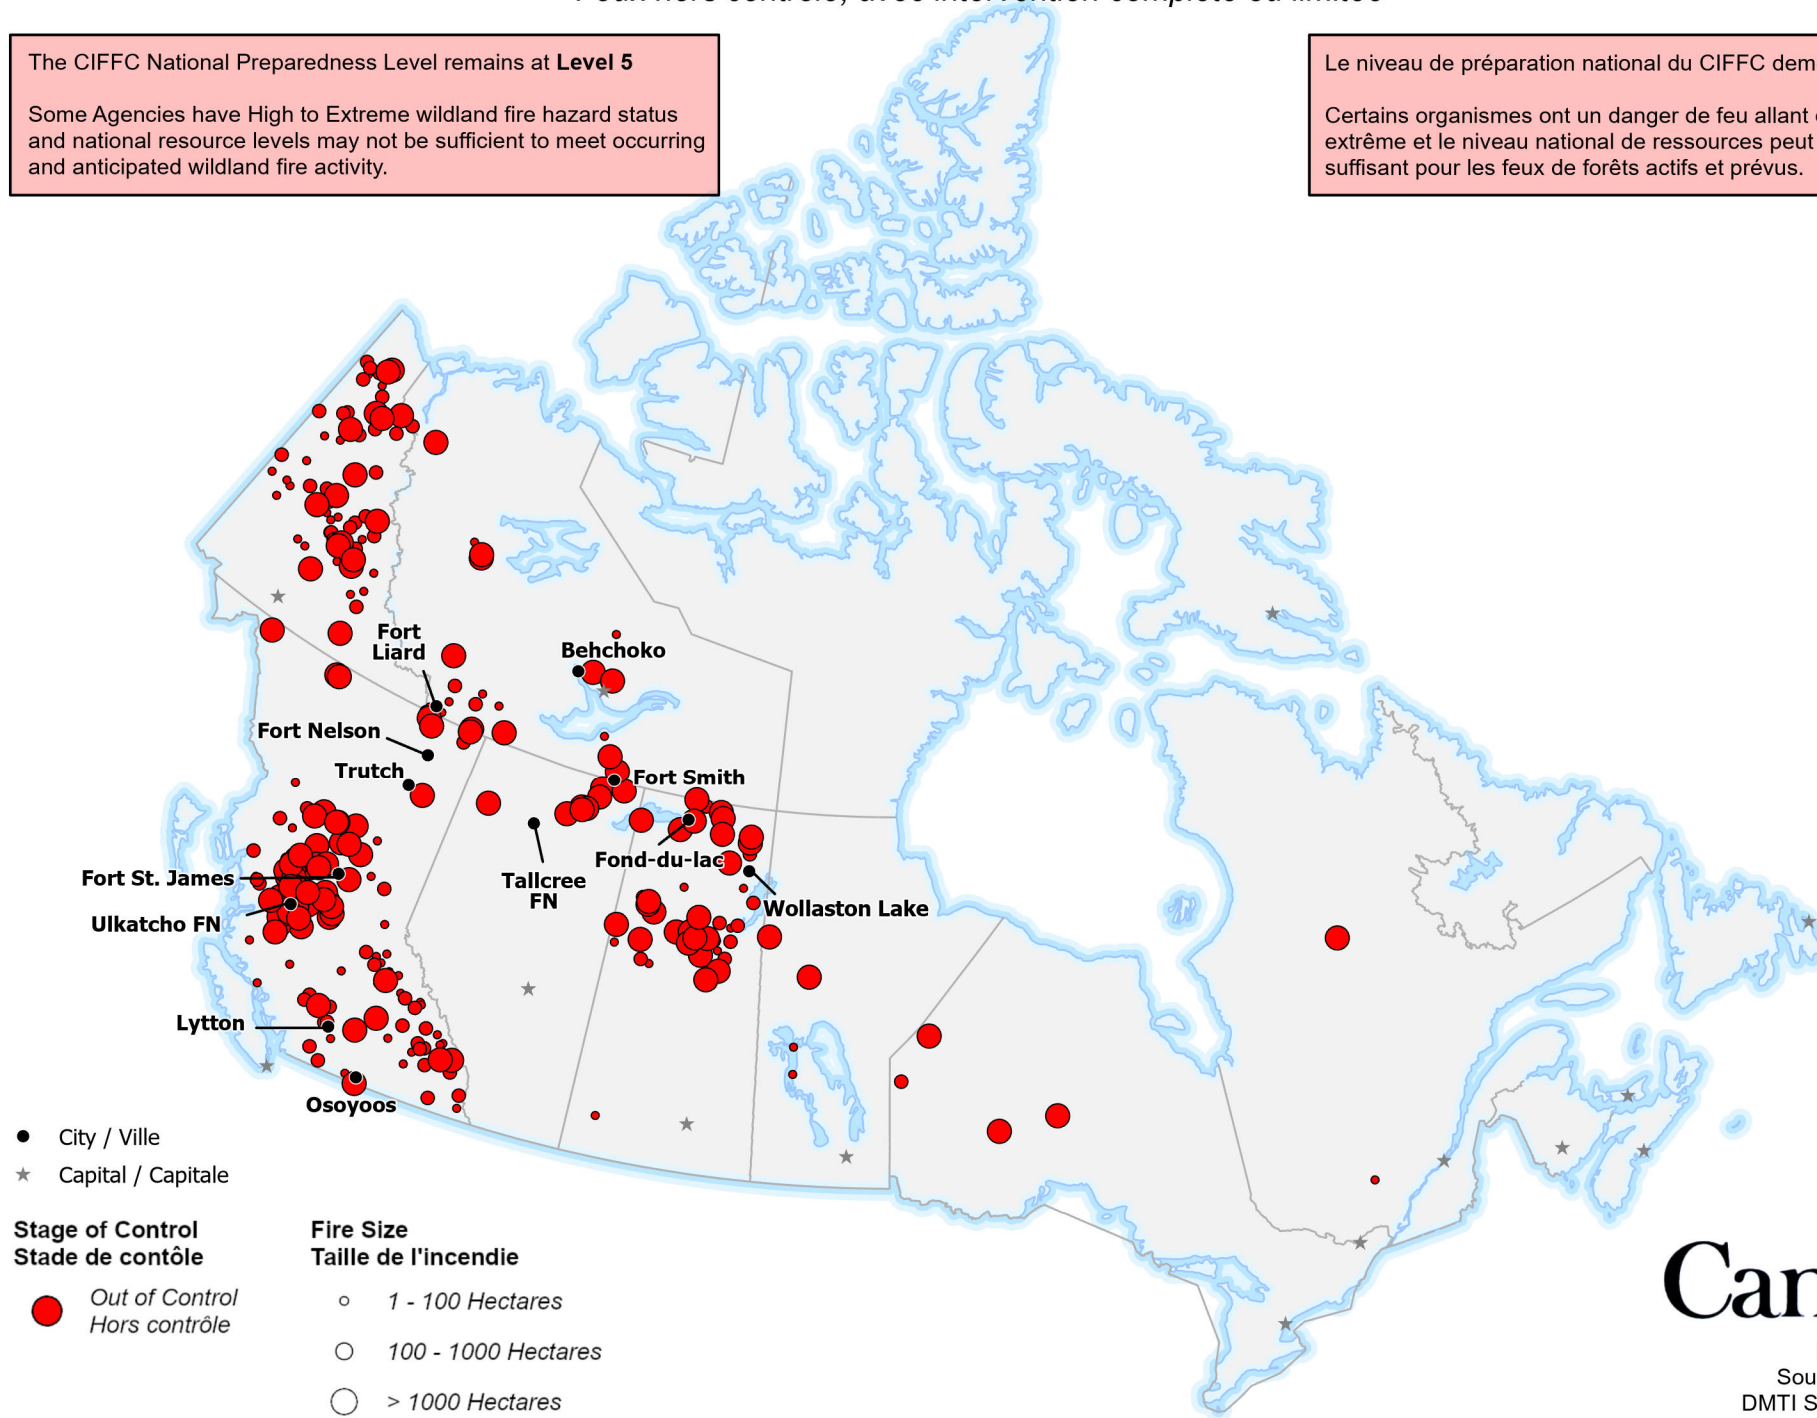 The CIFFC National Preparedness Level remains at Level 5
Some Agencies have High to Extreme wildland fire hazard status
and national resource levels may not be sufficient to meet occurring
and anticipated wildland fire activity.
Le niveau de préparation national du CIFFC dem
Certains organismes ont un danger de feu allant
extrême et le niveau national de ressources peut
suffisant pour les feux de forêts actifs et prévus.
Fort
Liard
Behchoko
Fort Nelson
Trutch
Fort Smith
Fond-du-lac
Tallcree
FN
Fort St. James
Wollaston Lake
Ulkatcho FN
Lytton
Osoyoos
City / Ville
Capital / Capitale
Stage of Control
Stade de contôle
Out of Control
Hors contrôle
Fire Size
Taille de l'incendie
1 - 100 Hectares
100 - 1000 Hectares
> 1000 Hectares
Can
Sou
DMTI S